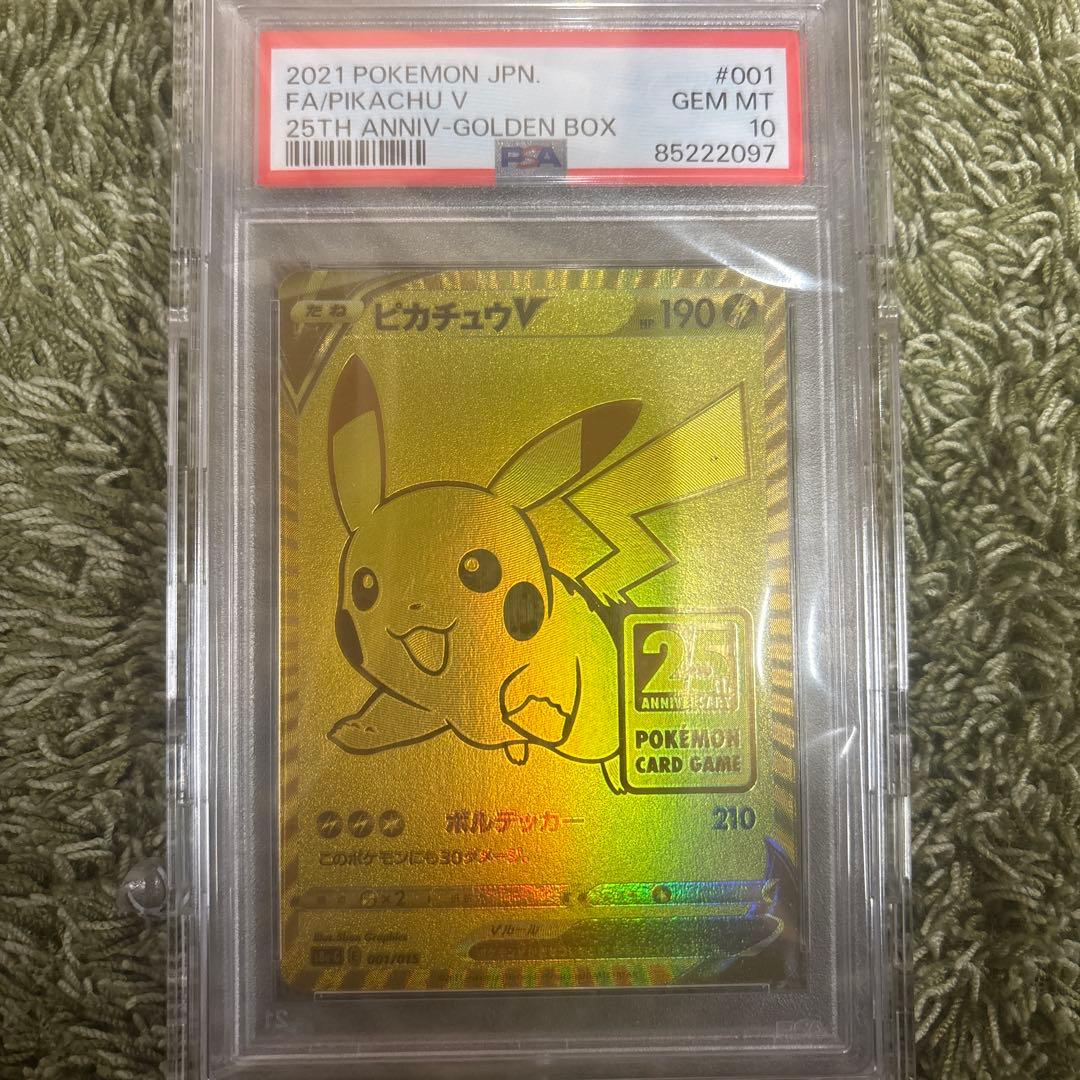 2021 POKEMON JPN. #001
FA/PIKACHU V GEM MT
25TH ANNIV-GOLDEN BOX 10
PSA 85222097
たね ピカチュウV HP 190
25th
ANNIVERSARY
POKÉMON
CARD GAME
ボルテッカー 210
このポケモンにも30ダメージ。
×2
Vルール
001/015